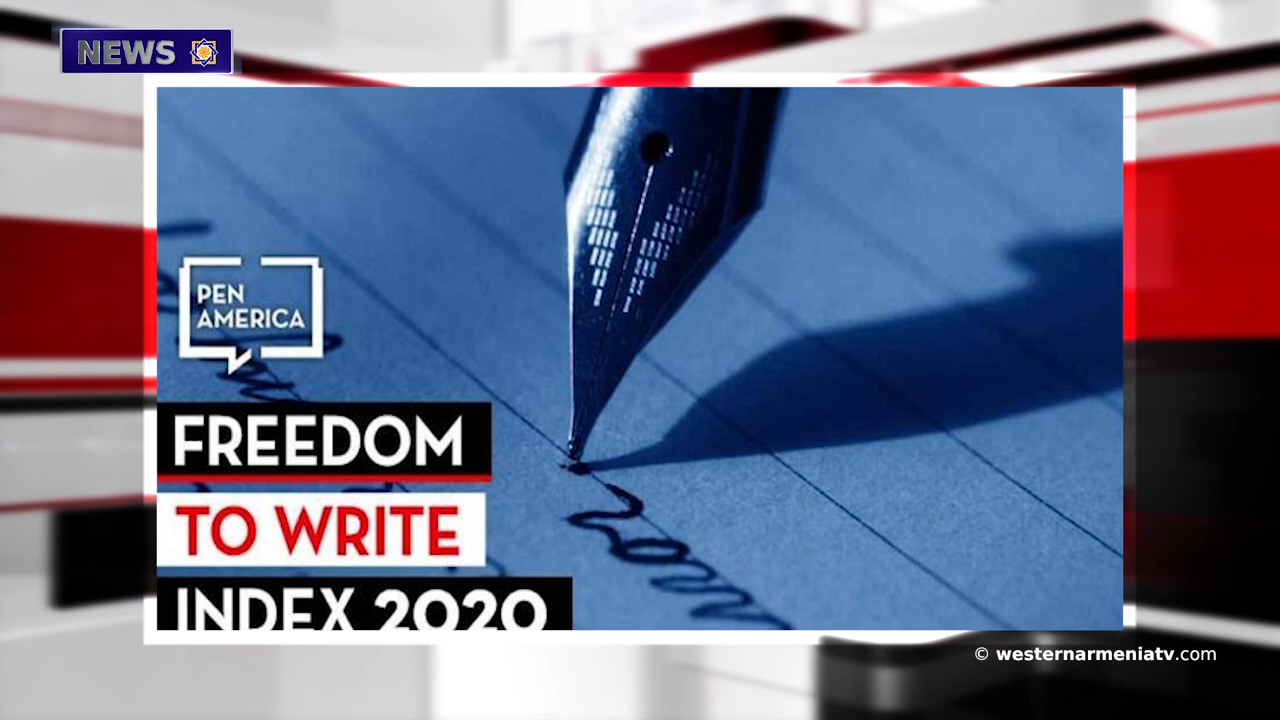 NEWS
PEN
AMERICA
FREEDOM
TO WRITE
INDEX 2020
© westernarmeniatv.com